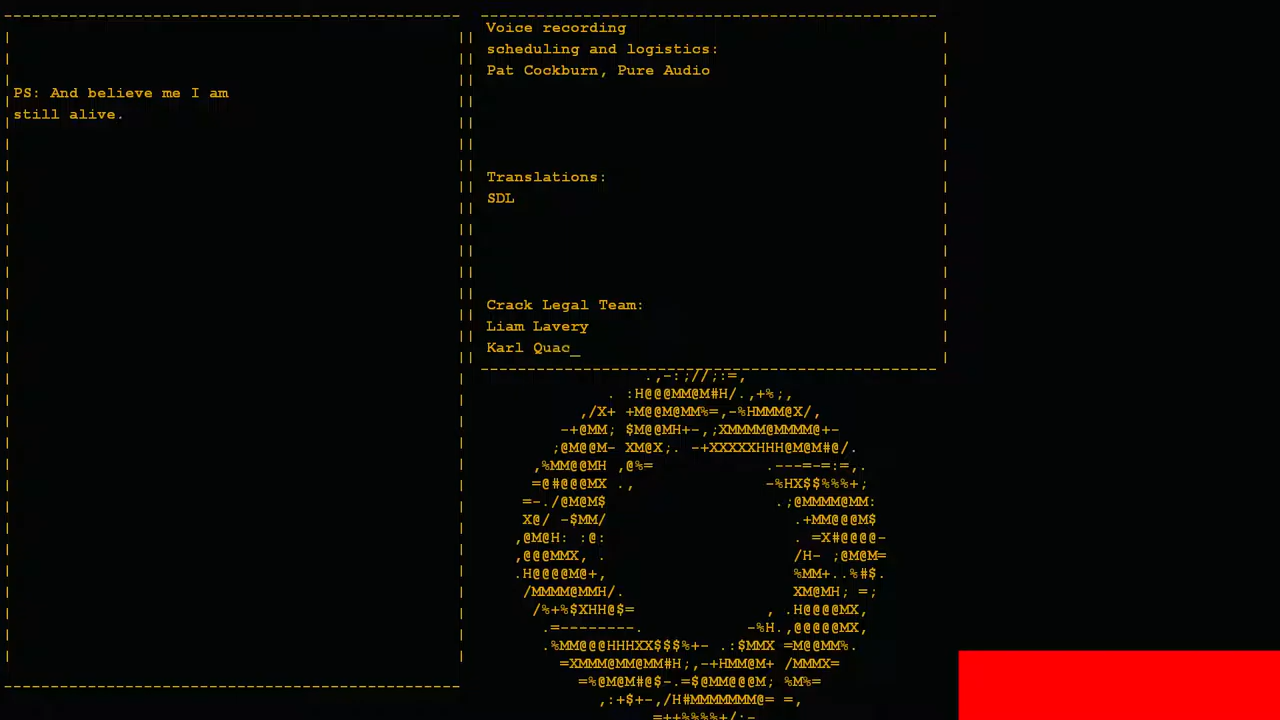 PS: And believe me I am
still alive.
Voice recording
scheduling and logistics:
Pat Cockburn, Pure Audio
Translations:
SDL
Crack Legal Team:
Liam Lavery
Karl Quac_